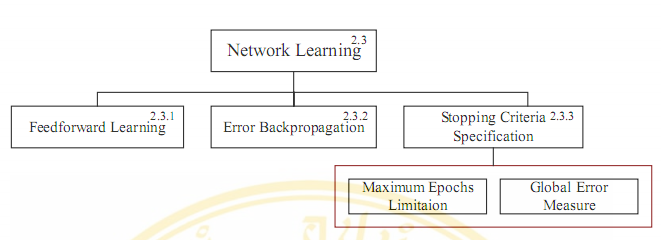 2.3
Network Learning
2.3.1
Feedforward Learning
2.3.2
Error Backpropagation
Stopping Criteria 2.3.3
Specification
Maximum Epochs
Limitaion
Global Error
Measure